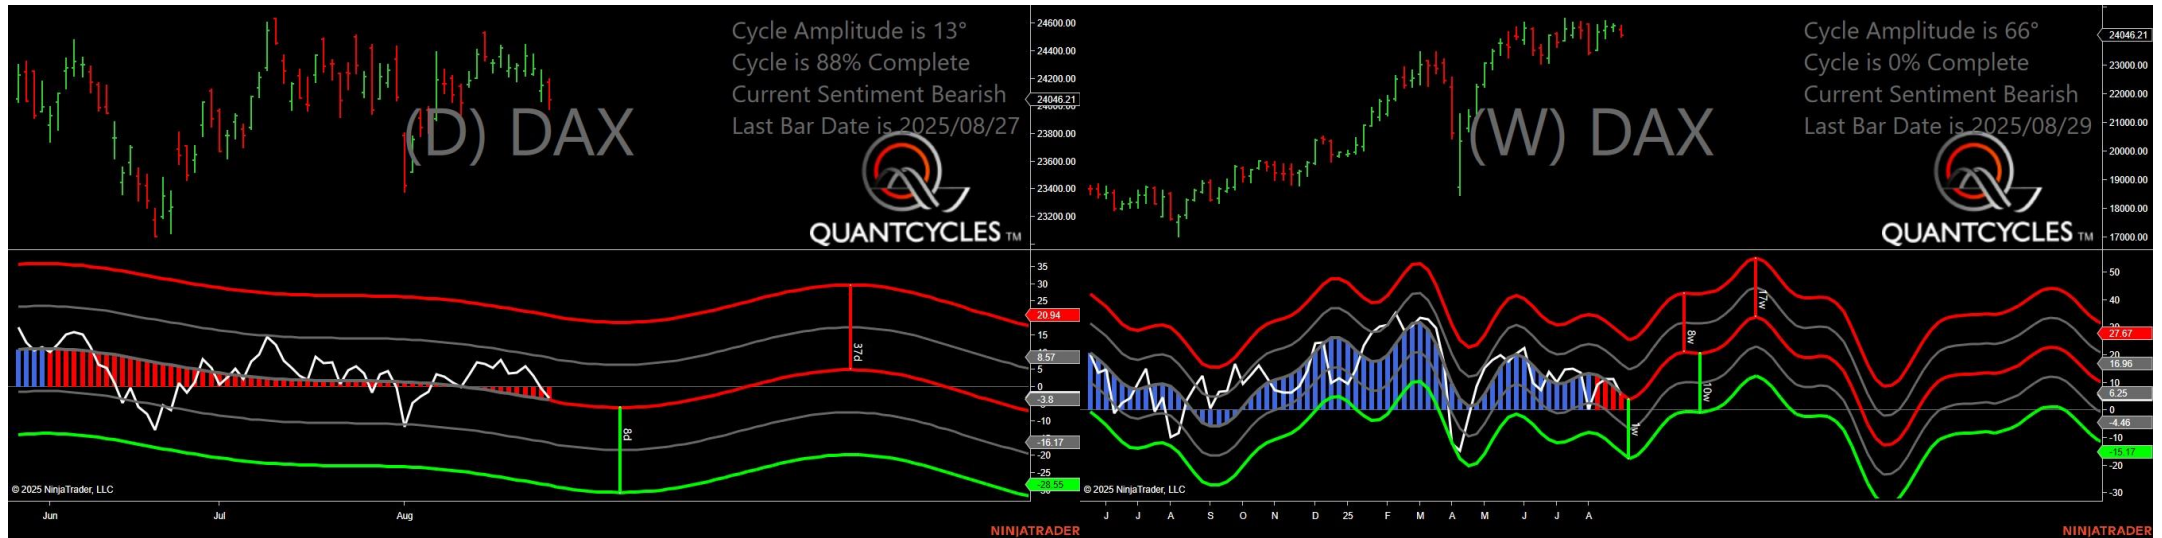 Cycle Amplitude is 13°
Cycle is 88% Complete
Current Sentiment Bearish
Last Bar Date is 2025/08/27
(D) DAX
QUANTCYCLES TM
24600.00
24400.00
24200.00
24046.21
23800.00
23600.00
23400.00
23200.00
35
30
25
20.94
15
8.57
5
0
-3.8
-10
-16.17
-20
-25
-28.55
37d
8d
© 2025 NinjaTrader, LLC
Jun Jul Aug
NINJATRADER
Cycle Amplitude is 66°
Cycle is 0% Complete
Current Sentiment Bearish
Last Bar Date is 2025/08/29
(W) DAX
QUANTCYCLES TM
24046.21
23000.00
22000.00
21000.00
20000.00
19000.00
18000.00
17000.00
50
40
27.67
20
16.96
10
6.25
0
-4.46
-10
-15.17
-20
-30
17w
8w
10w
1w
© 2025 NinjaTrader, LLC
J J A S O N D 25 F M A M J J A
NINJATRADER